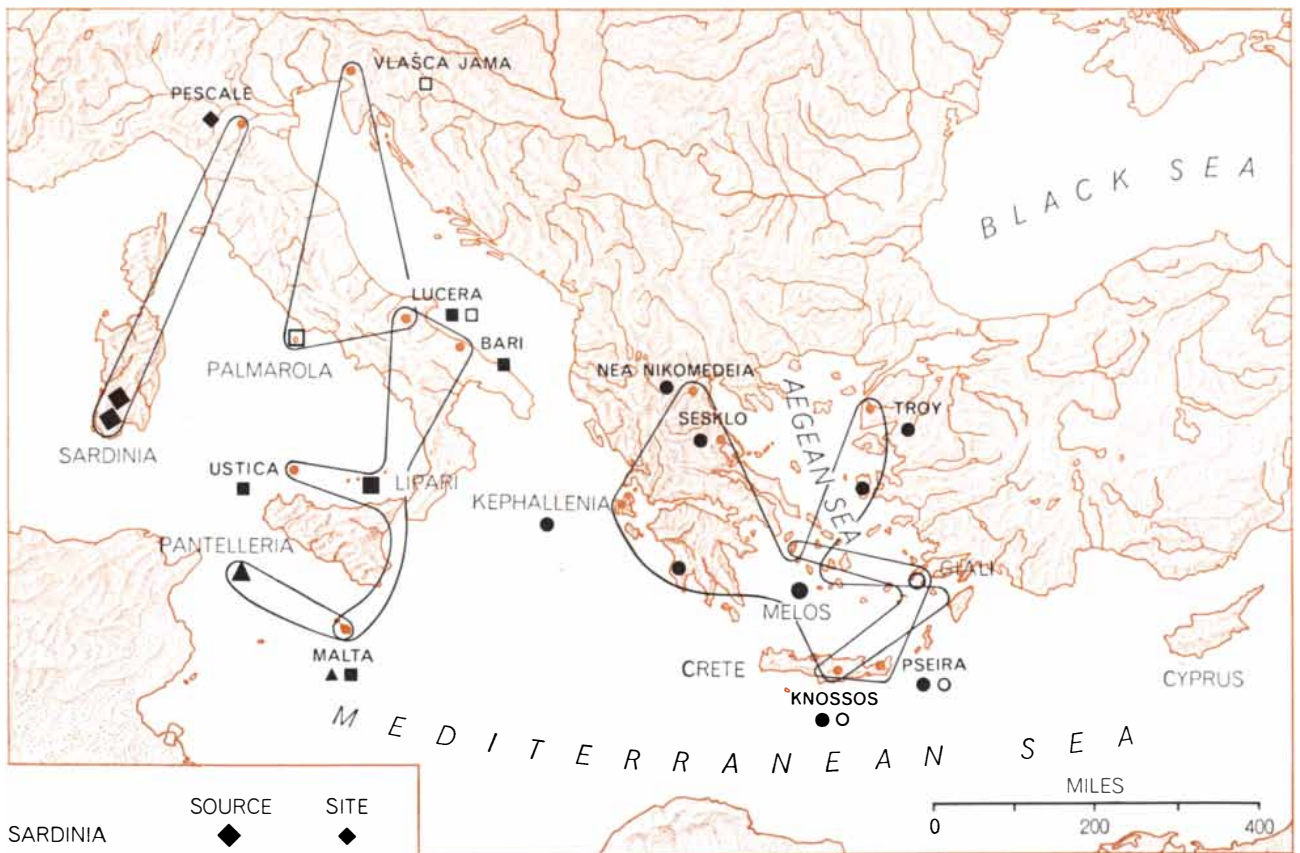 VLAŠCA JAMA
PESCALE
BLACK SEA
LUCERA
BARI
PALMAROLA
NEA NIKOMEDEIA
AEGEAN SEA
TROY
SESKLO
SARDINIA
USTICA
LIPARI
KEPHALLENIA
PANTELLERIA
GIALI
MELOS
MALTA
CRETE
PSEIRA
CYPRUS
KNOSSOS
MEDITERRANEAN SEA
MILES
0 200 400
SOURCE SITE
SARDINIA